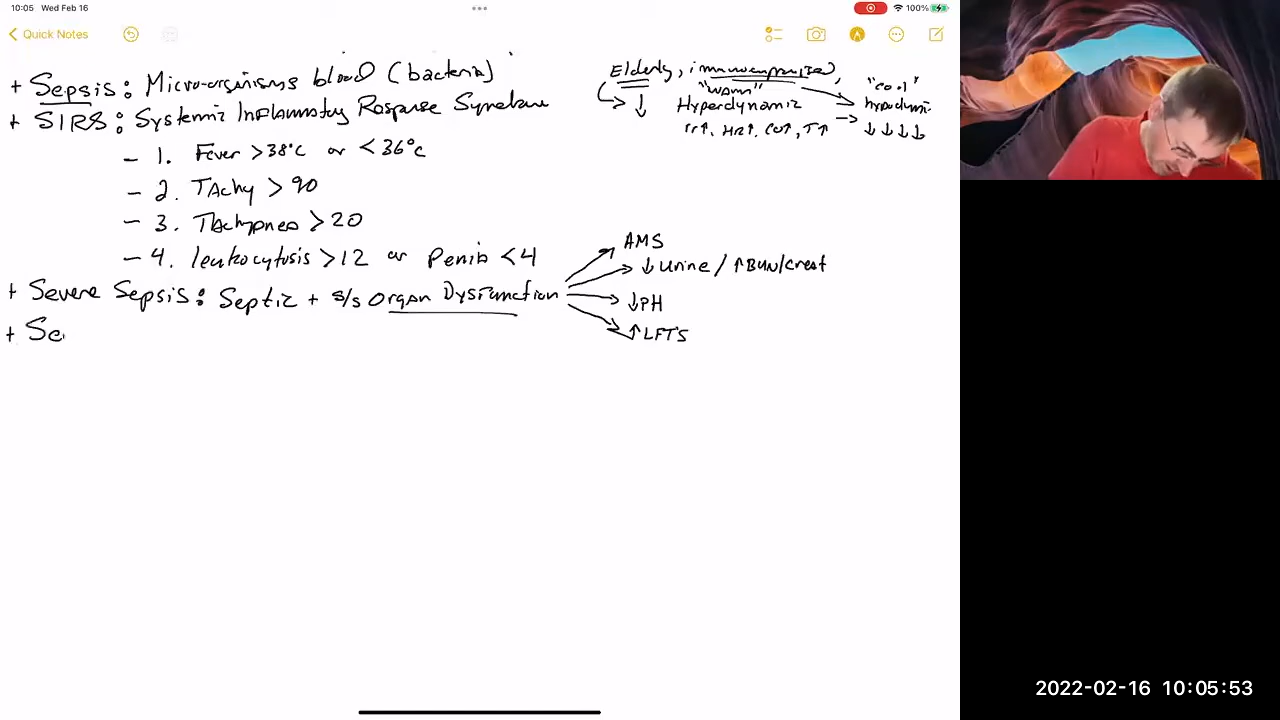 10:05 Wed Feb 16
100%
Quick Notes
+ Sepsis: Micro-organisms blood (bacteria)
+ SIRS: Systemic Inflammatory Response Syndrome
- 1. Fever >38°C or <36°C
- 2. TAchy >90
- 3. TAchypnea >20
- 4. leukocytosis >12 or penia <4
+ Severe Sepsis: Septic + s/s Organ Dysfunction
AMS
↓ Urine / ↑ BUN/creat
↓PH
↑LFTS
+ Se
Elderly, immunocompromised,
↓
"warm"
Hyperdynamic
rr↑, HR↑, CO↑, T↑
"cool"
↓ ↓ ↓ ↓
2022-02-16 10:05:53